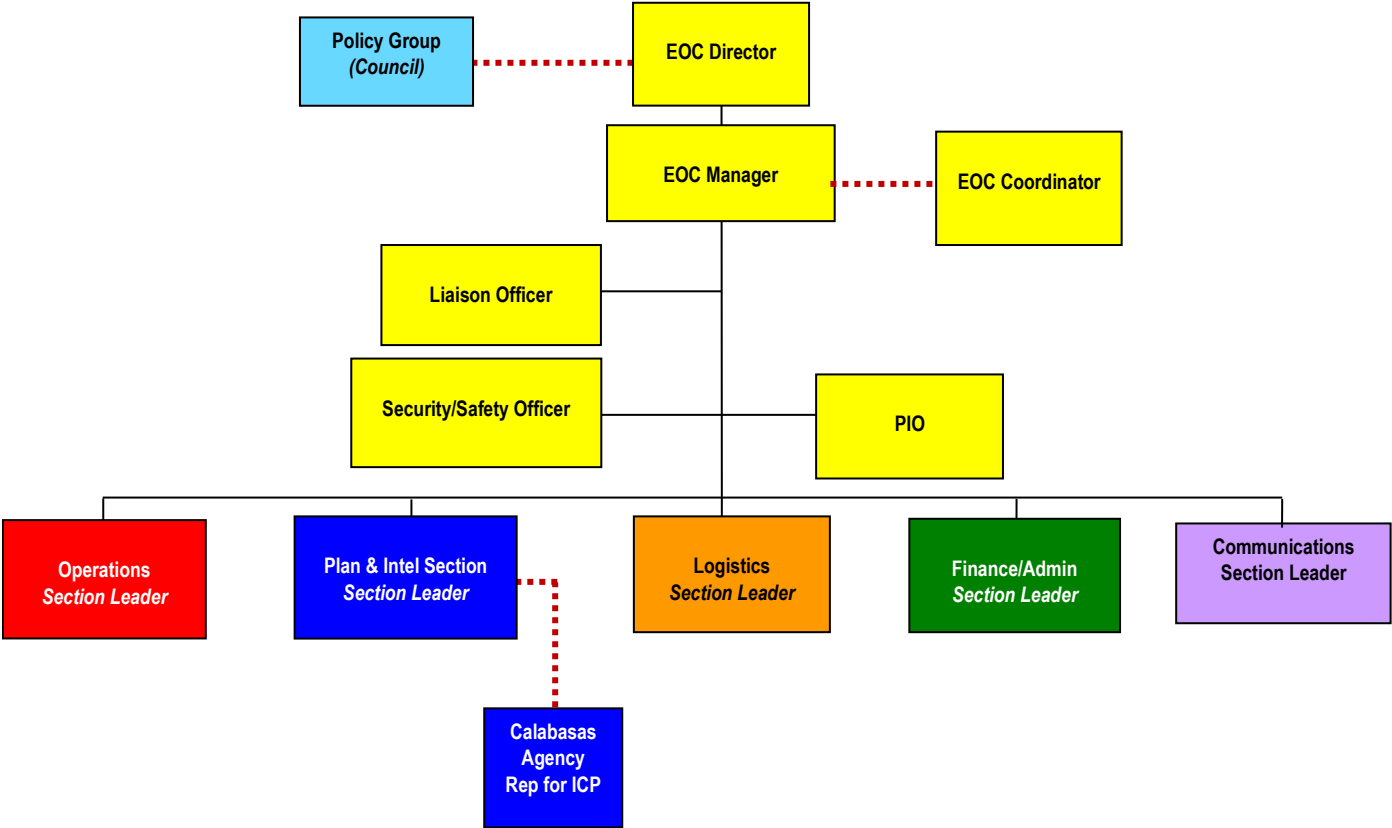 Policy Group
(Council)
EOC Director
EOC Manager
EOC Coordinator
Liaison Officer
Security/Safety Officer
PIO
Operations
Section Leader
Plan & Intel Section
Section Leader
Logistics
Section Leader
Finance/Admin
Section Leader
Communications
Section Leader
Calabasas
Agency
Rep for ICP